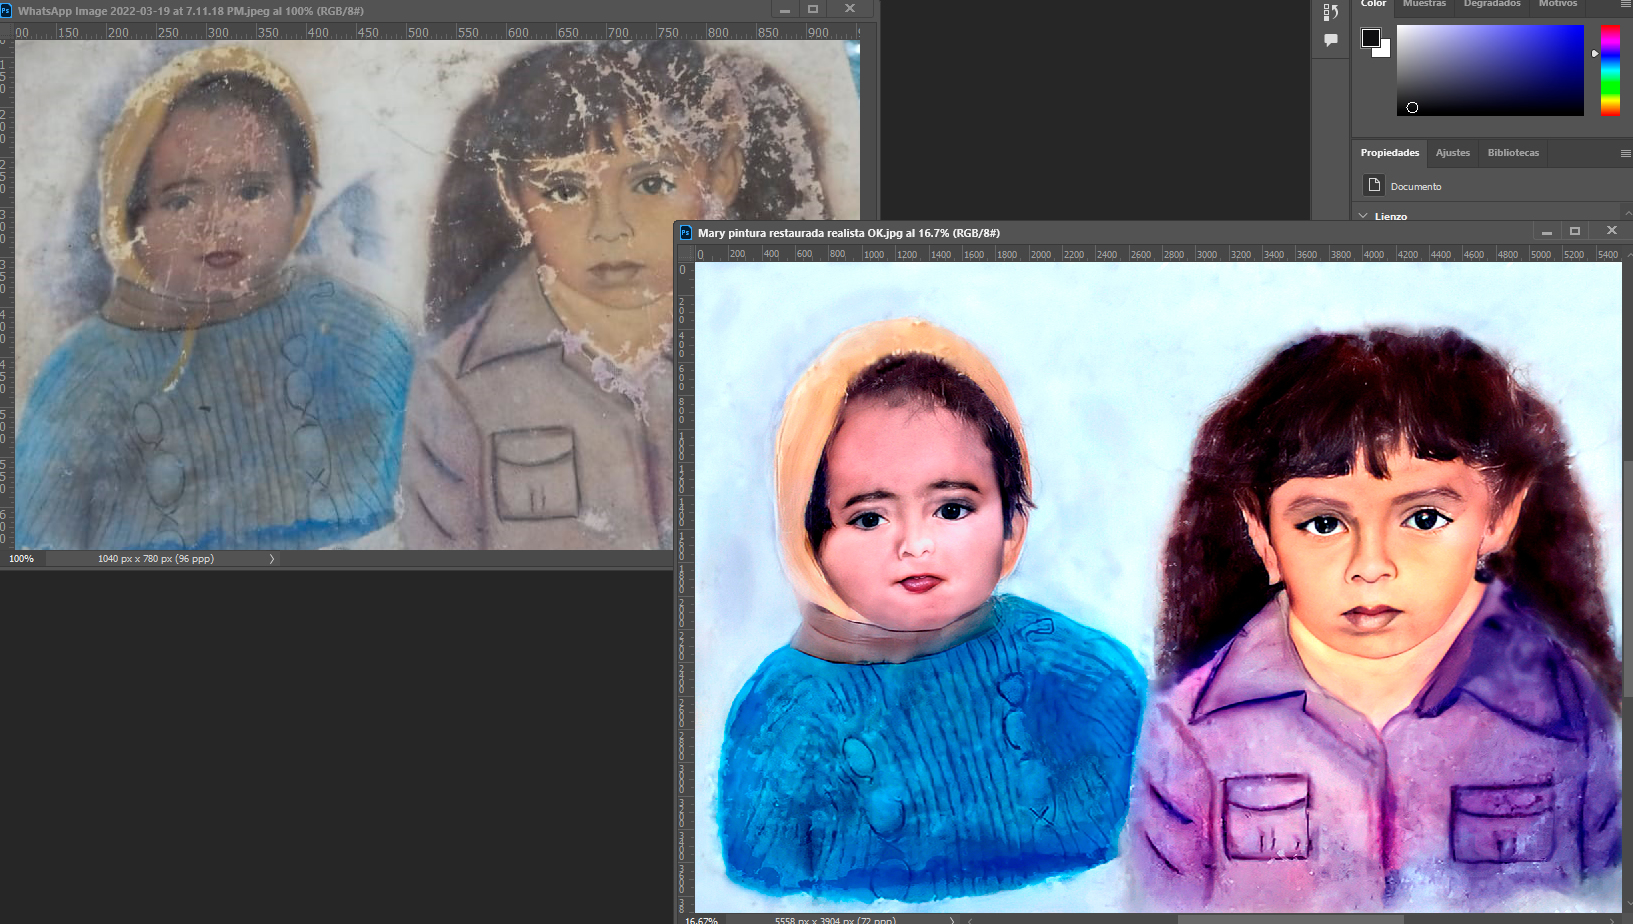 WhatsApp Image 2022-03-19 at 7.11.18 PM.jpeg al 100% (RGB/8#)
00 150 200 250 300 350 400 450 500 550 600 650 700 750 800 850 900
Color Muestras Degradados Motivos
Propiedades Ajustes Bibliotecas
Documento
Lienzo
Mary pintura restaurada realista OK.jpg al 16.7% (RGB/8#)
0 200 400 600 800 1000 1200 1400 1600 1800 2000 2200 2400 2600 2800 3000 3200 3400 3600 3800 4000 4200 4400 4600 4800 5000 5200 5400
100% 1040 px x 780 px (96 ppp)
16.67% 5558 px x 3904 px (72 ppp)